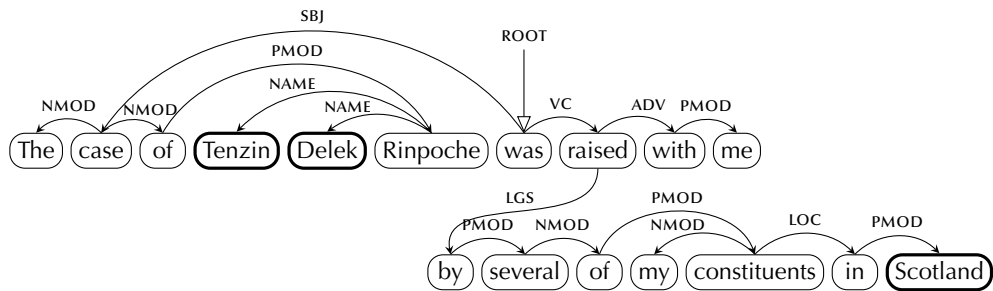 SBJ
ROOT
PMOD
NAME
NMOD NMOD NAME VC ADV PMOD
The case of Tenzin Delek Rinpoche was raised with me
LGS PMOD
PMOD NMOD NMOD LOC PMOD
by several of my constituents in Scotland